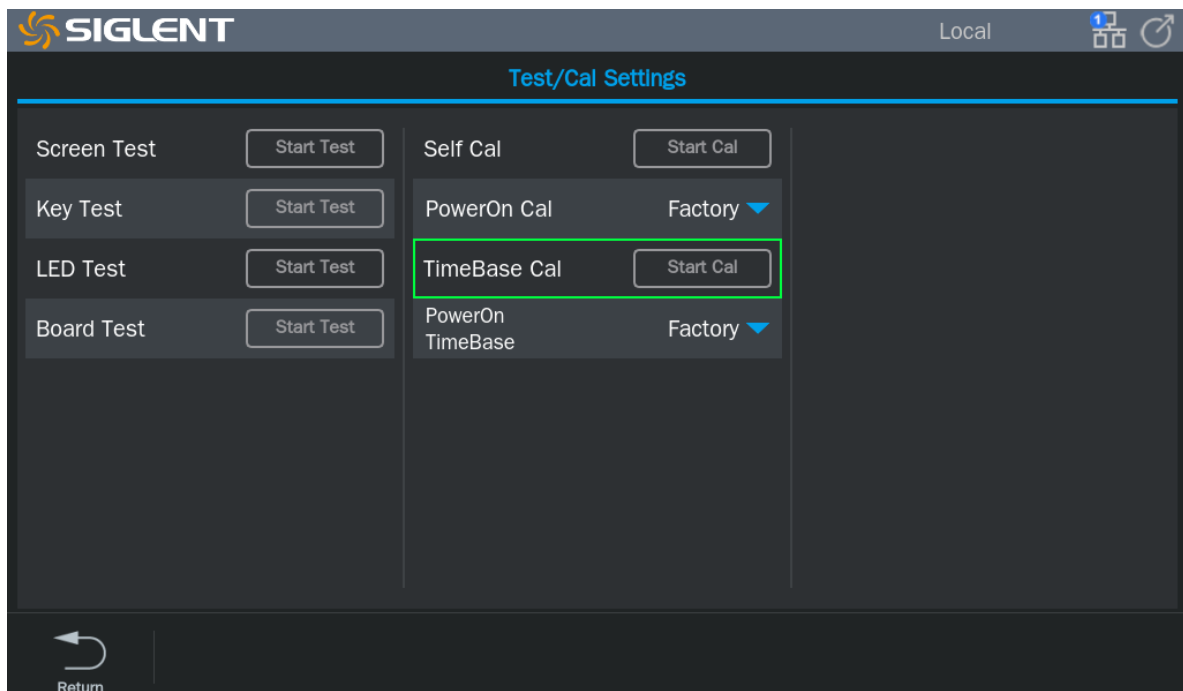 SIGLENT
Local
1
Test/Cal Settings
Screen Test
Start Test
Key Test
Start Test
LED Test
Start Test
Board Test
Start Test
Self Cal
Start Cal
PowerOn Cal
Factory
TimeBase Cal
Start Cal
PowerOn
TimeBase
Factory
Return